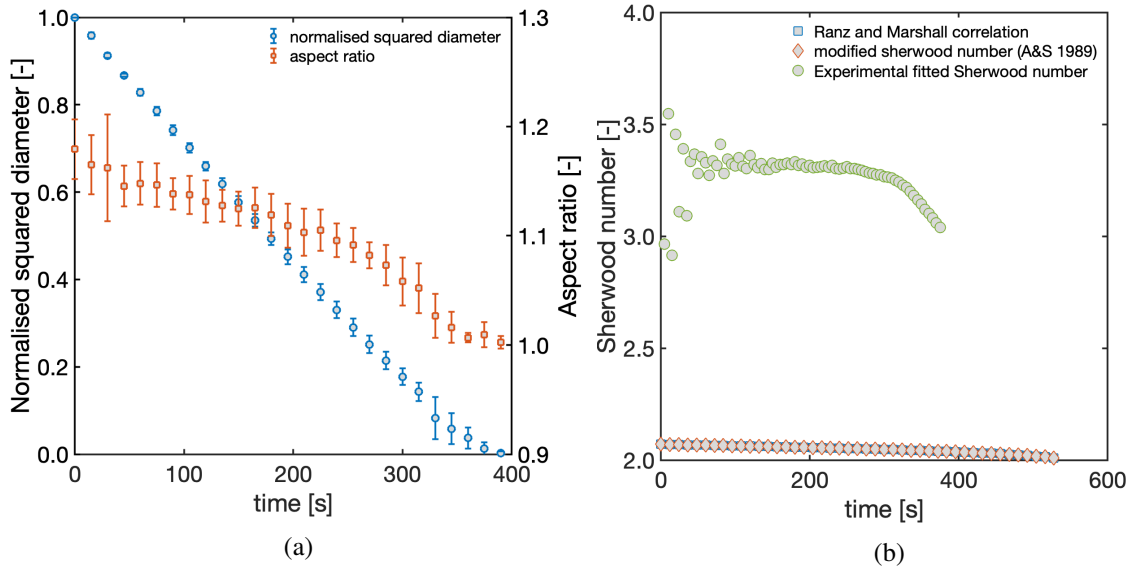 normalised squared diameter
aspect ratio
Normalised squared diameter [-]
1.0
0.8
0.6
0.4
0.2
0.0
1.3
1.2
1.1
1.0
0.9
Aspect ratio [-]
0 100 200 300 400
time [s]
(a)
Ranz and Marshall correlation
modified sherwood number (A&S 1989)
Experimental fitted Sherwood number
Sherwood number [-]
4.0
3.5
3.0
2.5
2.0
0 200 400 600
time [s]
(b)